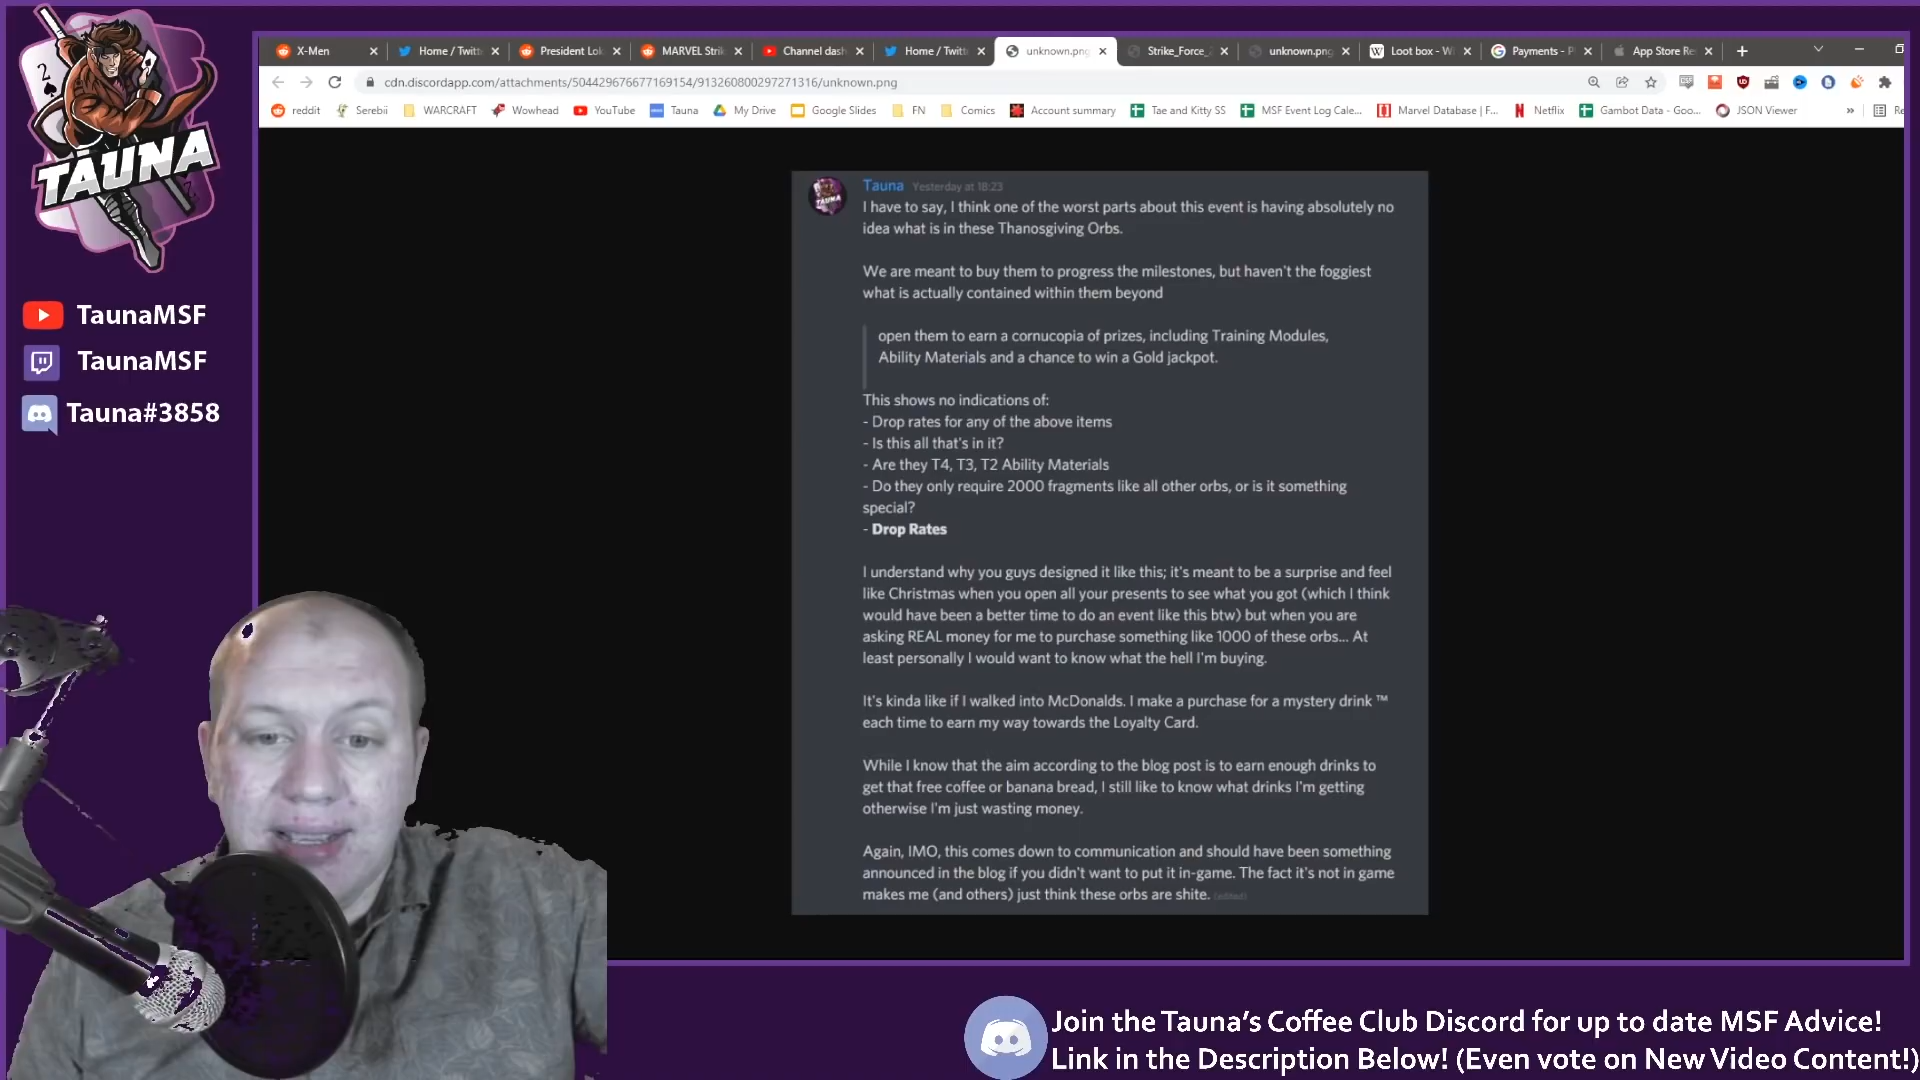 TAUNA
TaunaMSF
TaunaMSF
Tauna#3858
X-Men
Home / Twitt
President Lok
MARVEL Strik
Channel dash
Home / Twitt
unknown.png
Strike_Force_
unknown.png
Loot box - W
Payments - P
App Store Re
cdn.discordapp.com/attachments/504429676677169154/913260800297271316/unknown.png
reddit
Serebii
WARCRAFT
Wowhead
YouTube
Tauna
My Drive
Google Slides
FN
Comics
Account summary
Tae and Kitty SS
MSF Event Log Cale...
Marvel Database | F...
Netflix
Gambot Data - Goo...
JSON Viewer
»
Tauna Yesterday at 18:23
I have to say, I think one of the worst parts about this event is having absolutely no
idea what is in these Thanosgiving Orbs.
We are meant to buy them to progress the milestones, but haven't the foggiest
what is actually contained within them beyond
open them to earn a cornucopia of prizes, including Training Modules,
Ability Materials and a chance to win a Gold jackpot.
This shows no indications of:
- Drop rates for any of the above items
- Is this all that's in it?
- Are they T4, T3, T2 Ability Materials
- Do they only require 2000 fragments like all other orbs, or is it something
special?
- Drop Rates
I understand why you guys designed it like this; it's meant to be a surprise and feel
like Christmas when you open all your presents to see what you got (which I think
would have been a better time to do an event like this btw) but when you are
asking REAL money for me to purchase something like 1000 of these orbs... At
least personally I would want to know what the hell I'm buying.
It's kinda like if I walked into McDonalds. I make a purchase for a mystery drink ™
each time to earn my way towards the Loyalty Card.
While I know that the aim according to the blog post is to earn enough drinks to
get that free coffee or banana bread, I still like to know what drinks I'm getting
otherwise I'm just wasting money.
Again, IMO, this comes down to communication and should have been something
announced in the blog if you didn't want to put it in-game. The fact it's not in game
makes me (and others) just think these orbs are shite. (edited)
Join the Tauna's Coffee Club Discord for up to date MSF Advice!
Link in the Description Below! (Even vote on New Video Content!)